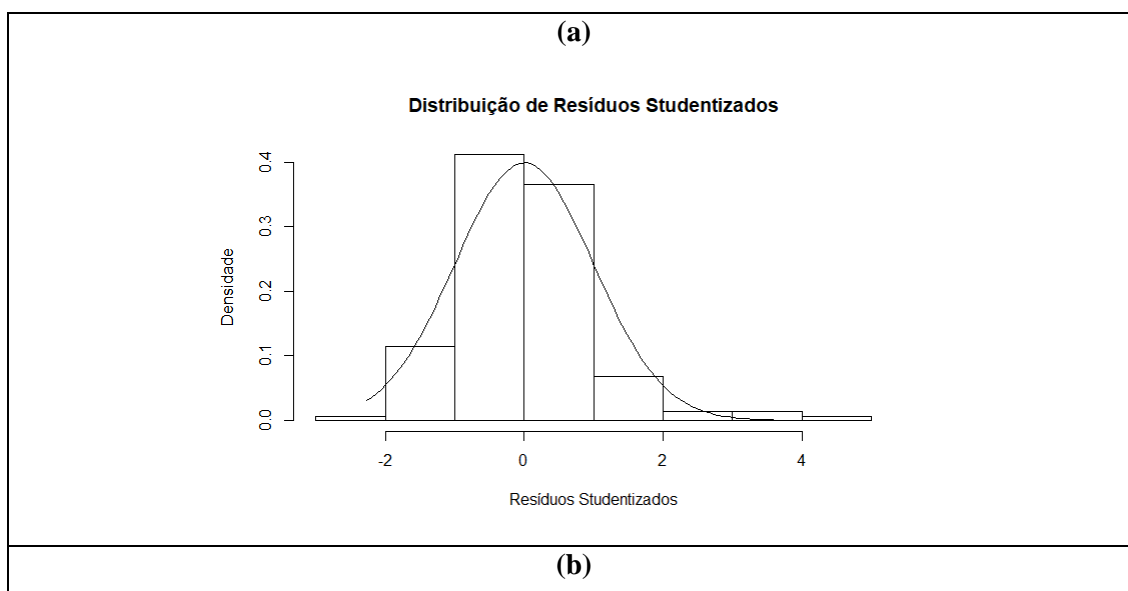 (a)
Distribuição de Resíduos Studentizados
Densidade
0.4
0.3
0.2
0.1
0.0
-2 0 2 4
Resíduos Studentizados
(b)